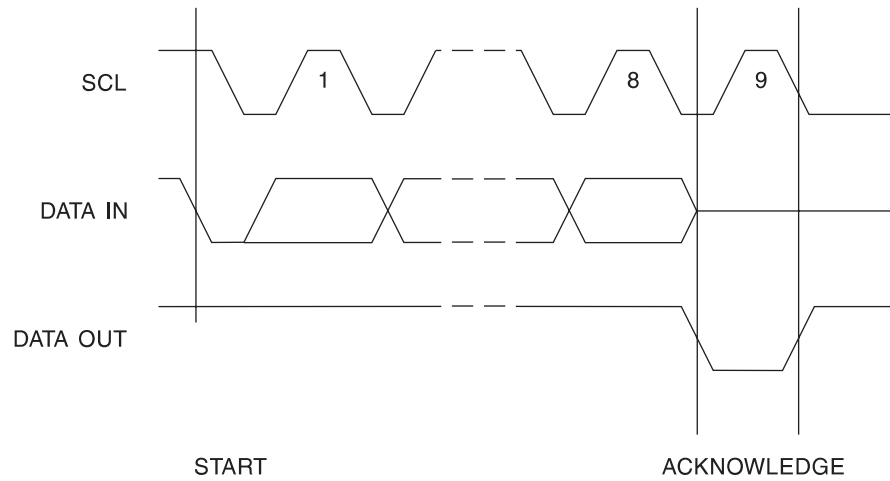 SCL
1
8
9
DATA IN
DATA OUT
START
ACKNOWLEDGE